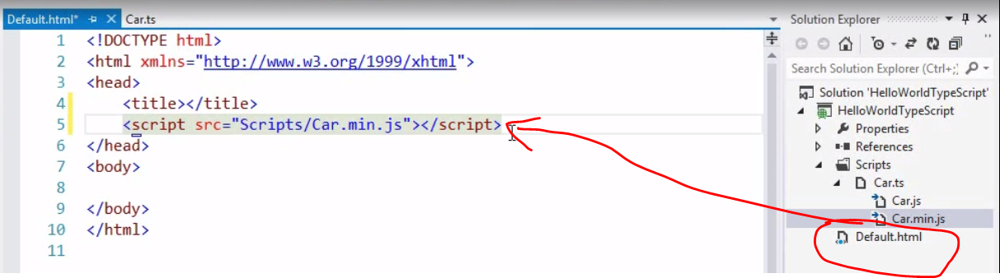 Default.html* Car.ts
1 <!DOCTYPE html>
2 <html xmlns="http://www.w3.org/1999/xhtml">
3 <head>
4 <title></title>
5 <script src="Scripts/Car.min.js"></script>
6 </head>
7 <body>
8
9 </body>
10 </html>
11
Solution Explorer
Search Solution Explorer (Ctrl+;)
Solution 'HelloWorldTypeScript'
HelloWorldTypeScript
Properties
References
Scripts
Car.ts
Car.js
Car.min.js
Default.html